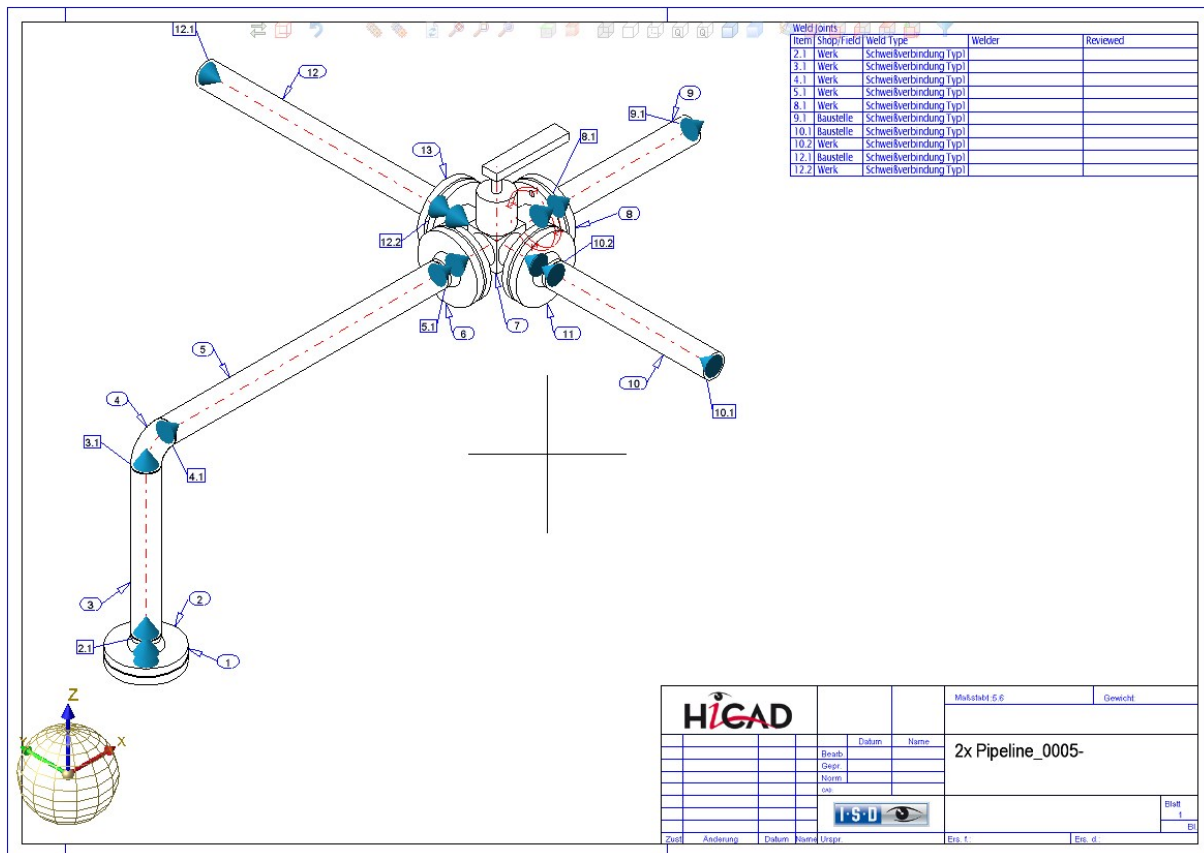 Weld Joints
Item Shop/Field Weld Type Welder Reviewed
2.1 Werk Schweißverbindung Typ1
3.1 Werk Schweißverbindung Typ1
4.1 Werk Schweißverbindung Typ1
5.1 Werk Schweißverbindung Typ1
8.1 Werk Schweißverbindung Typ1
9.1 Baustelle Schweißverbindung Typ1
10.1 Baustelle Schweißverbindung Typ1
10.2 Werk Schweißverbindung Typ1
12.1 Baustelle Schweißverbindung Typ1
12.2 Werk Schweißverbindung Typ1
12.1
12
9
9.1
8.1
13
8
12.2
10.2
5.1
6
7
11
5
10
10.1
4
3.1
4.1
3
2
2.1
1
Z
X
HiCAD
Maßstab1:5.6 Gewicht:
Datum Name
Bearb
Gepr.
Norm
CAD:
2x Pipeline_0005-
I·S·D
Blatt
1
Bl
Zust Änderung Datum Name Urspr. Ers. f.: Ers. d.: